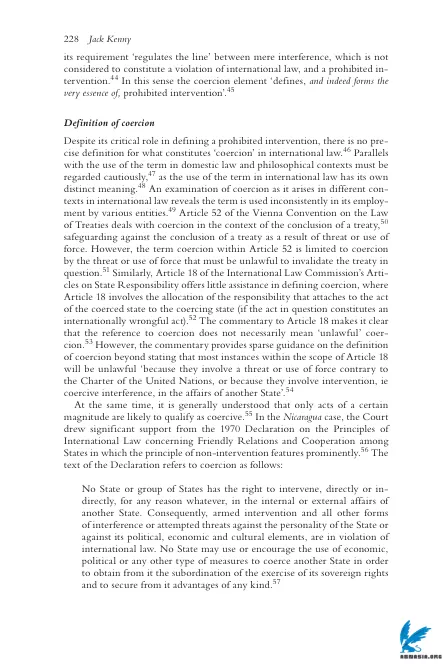 228 Jack Kenny
its requirement ‘regulates the line’ between mere interference, which is not
considered to constitute a violation of international law, and a prohibited in-
tervention.44 In this sense the coercion element ‘defines, and indeed forms the
very essence of, prohibited intervention’.45
Definition of coercion
Despite its critical role in defining a prohibited intervention, there is no pre-
cise definition for what constitutes ‘coercion’ in international law.46 Parallels
with the use of the term in domestic law and philosophical contexts must be
regarded cautiously,47 as the use of the term in international law has its own
distinct meaning.48 An examination of coercion as it arises in different con-
texts in international law reveals the term is used inconsistently in its employ-
ment by various entities.49 Article 52 of the Vienna Convention on the Law
of Treaties deals with coercion in the context of the conclusion of a treaty,50
safeguarding against the conclusion of a treaty as a result of threat or use of
force. However, the term coercion within Article 52 is limited to coercion
by the threat or use of force that must be unlawful to invalidate the treaty in
question.51 Similarly, Article 18 of the International Law Commission’s Arti-
cles on State Responsibility offers little assistance in defining coercion, where
Article 18 involves the allocation of the responsibility that attaches to the act
of the coerced state to the coercing state (if the act in question constitutes an
internationally wrongful act).52 The commentary to Article 18 makes it clear
that the reference to coercion does not necessarily mean ‘unlawful’ coer-
cion.53 However, the commentary provides sparse guidance on the definition
of coercion beyond stating that most instances within the scope of Article 18
will be unlawful ‘because they involve a threat or use of force contrary to
the Charter of the United Nations, or because they involve intervention, ie
coercive interference, in the affairs of another State’.54
At the same time, it is generally understood that only acts of a certain
magnitude are likely to qualify as coercive.55 In the Nicaragua case, the Court
drew significant support from the 1970 Declaration on the Principles of
International Law concerning Friendly Relations and Cooperation among
States in which the principle of non-intervention features prominently.56 The
text of the Declaration refers to coercion as follows:
No State or group of States has the right to intervene, directly or in-
directly, for any reason whatever, in the internal or external affairs of
another State. Consequently, armed intervention and all other forms
of interference or attempted threats against the personality of the State or
against its political, economic and cultural elements, are in violation of
international law. No State may use or encourage the use of economic,
political or any other type of measures to coerce another State in order
to obtain from it the subordination of the exercise of its sovereign rights
and to secure from it advantages of any kind.57